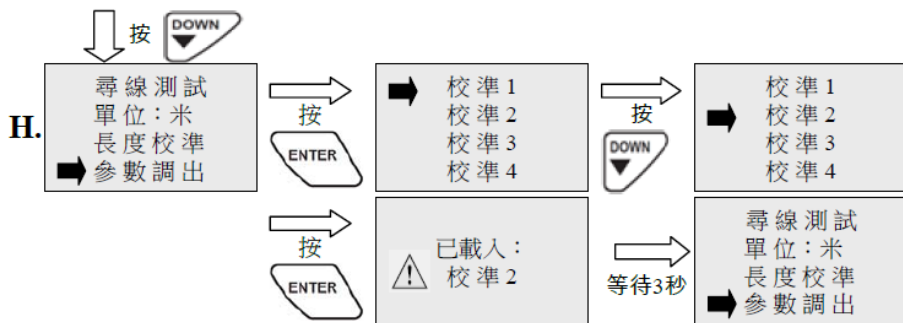 按 DOWN
H.
尋線測試
單位：米
長度校準
參數調出
按
ENTER
校準1
校準2
校準3
校準4
按
DOWN
校準1
校準2
校準3
校準4
按
ENTER
已載入：
校準2
等待3秒
尋線測試
單位：米
長度校準
參數調出